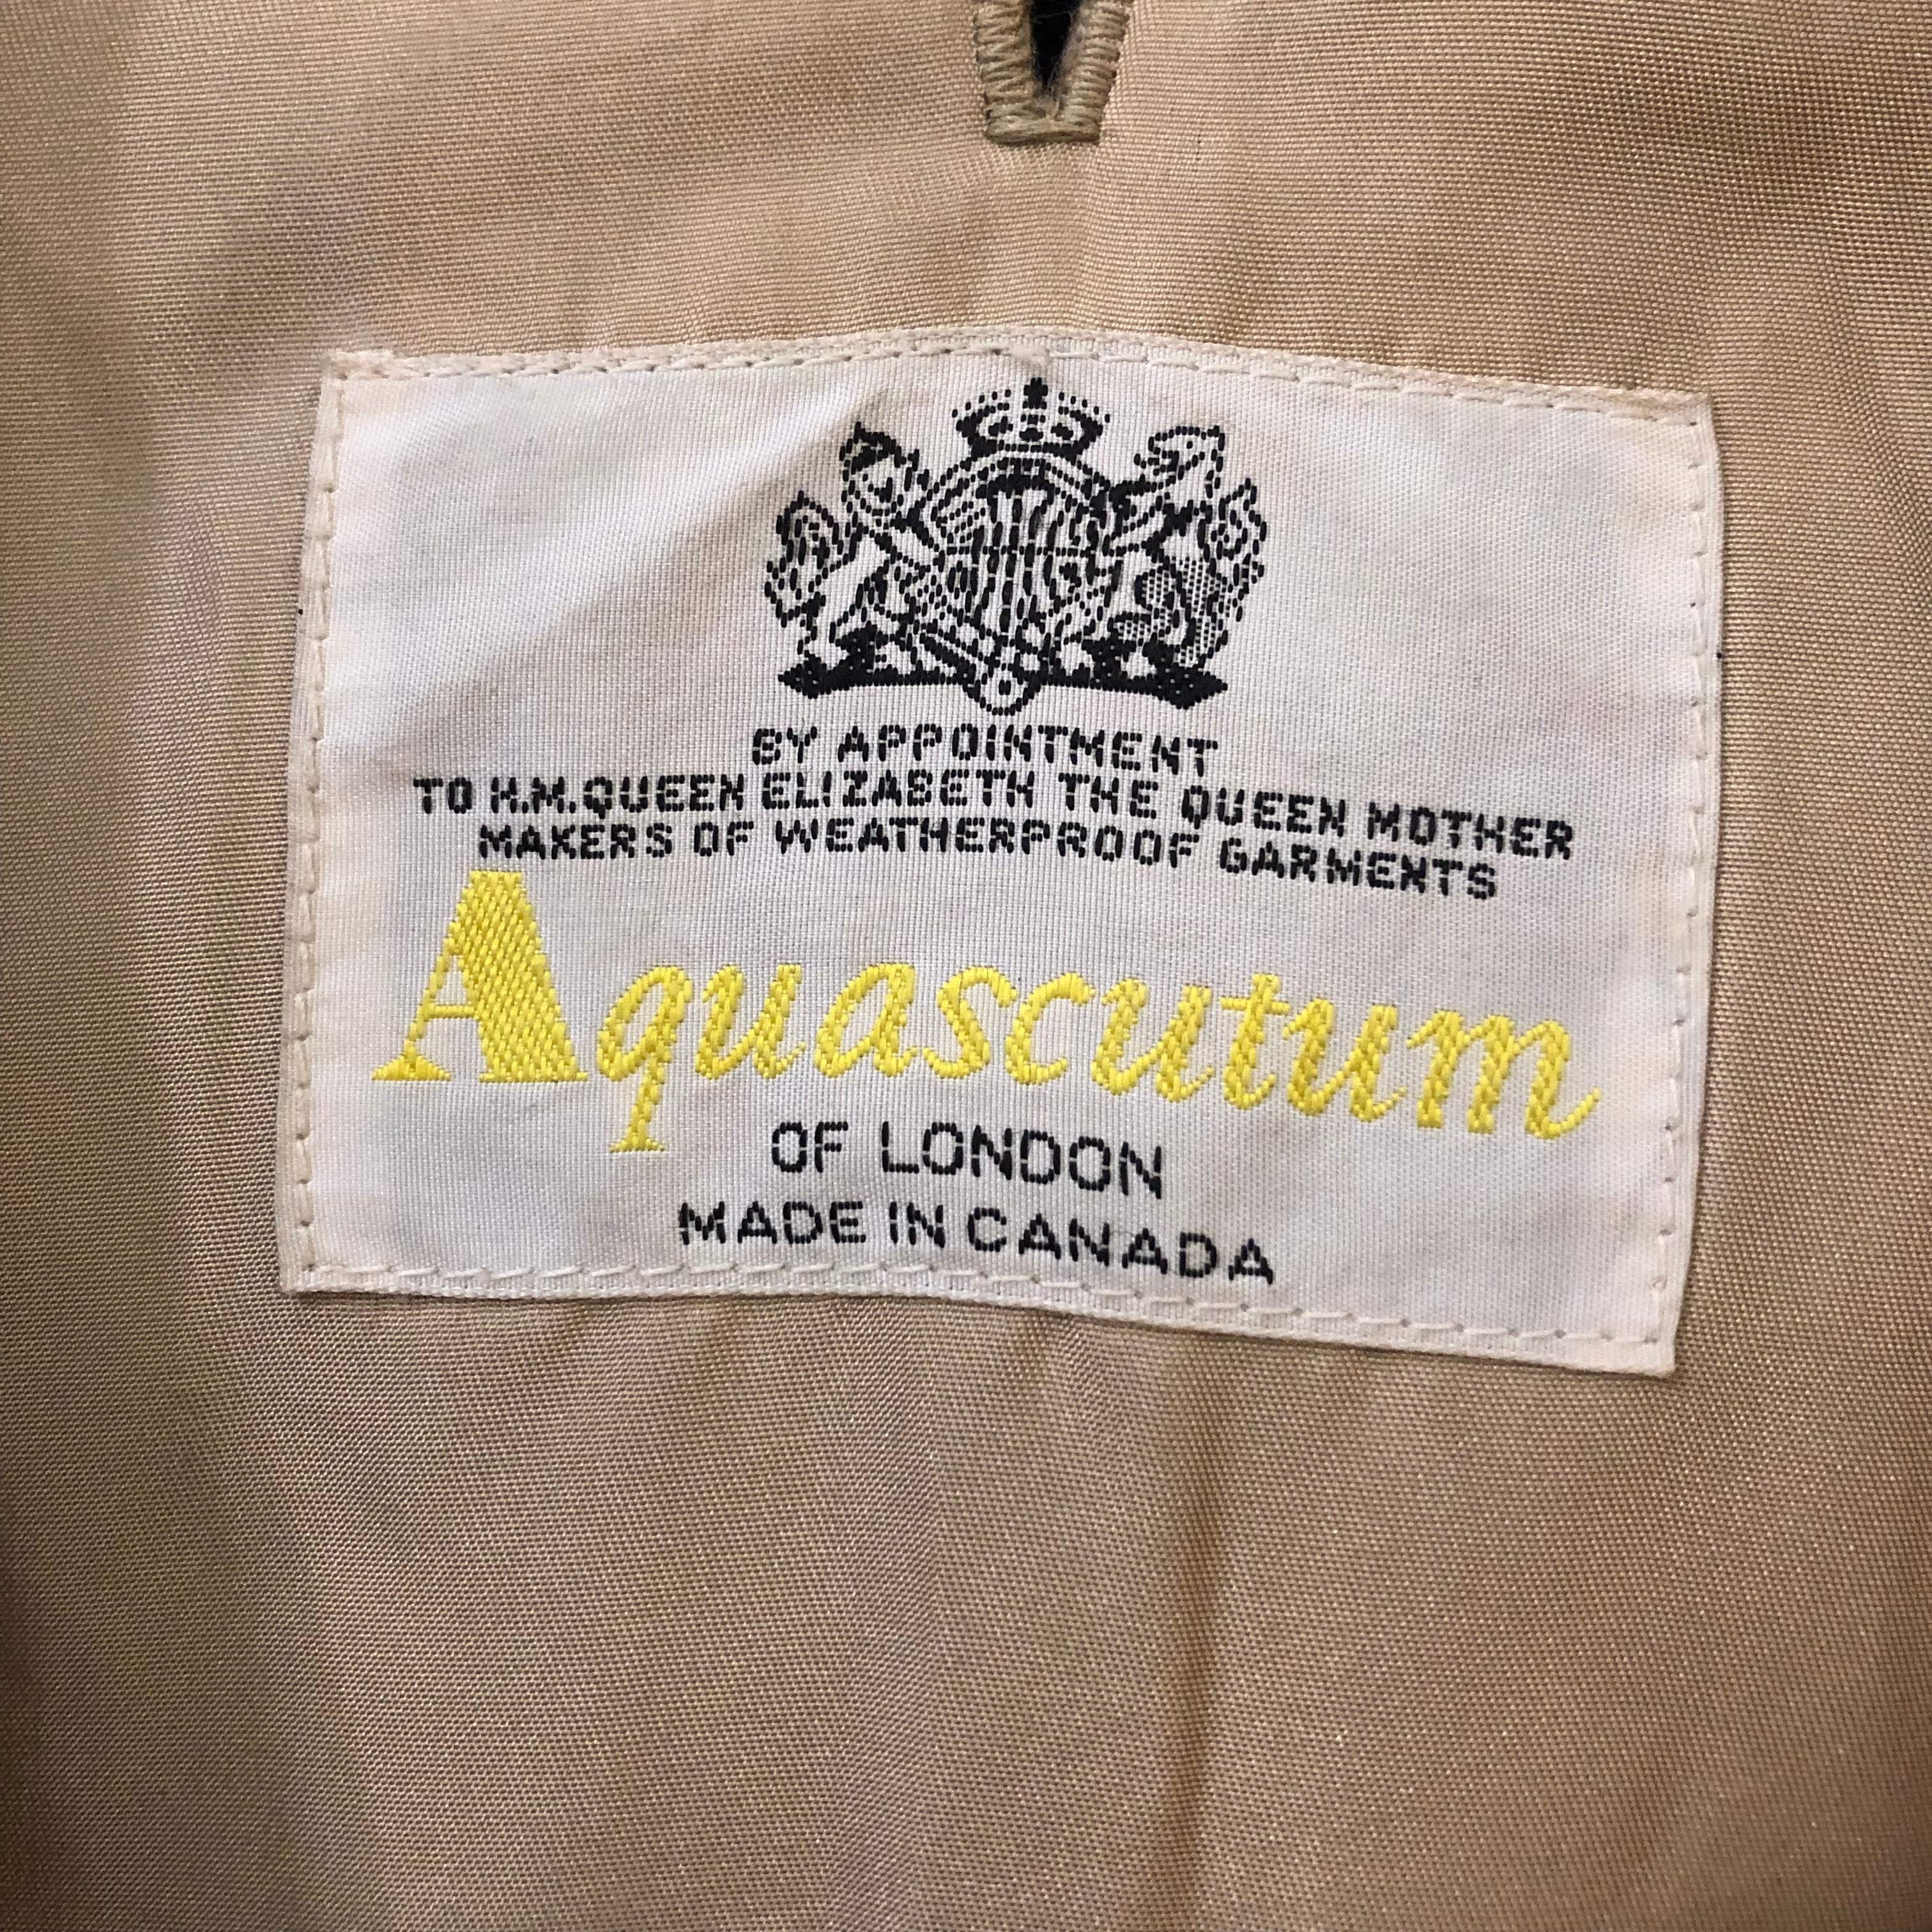 BY APPOINTMENT
TO H.M.QUEEN ELIZABETH THE QUEEN MOTHER
MAKERS OF WEATHERPROOF GARMENTS
Aquascutum
OF LONDON
MADE IN CANADA